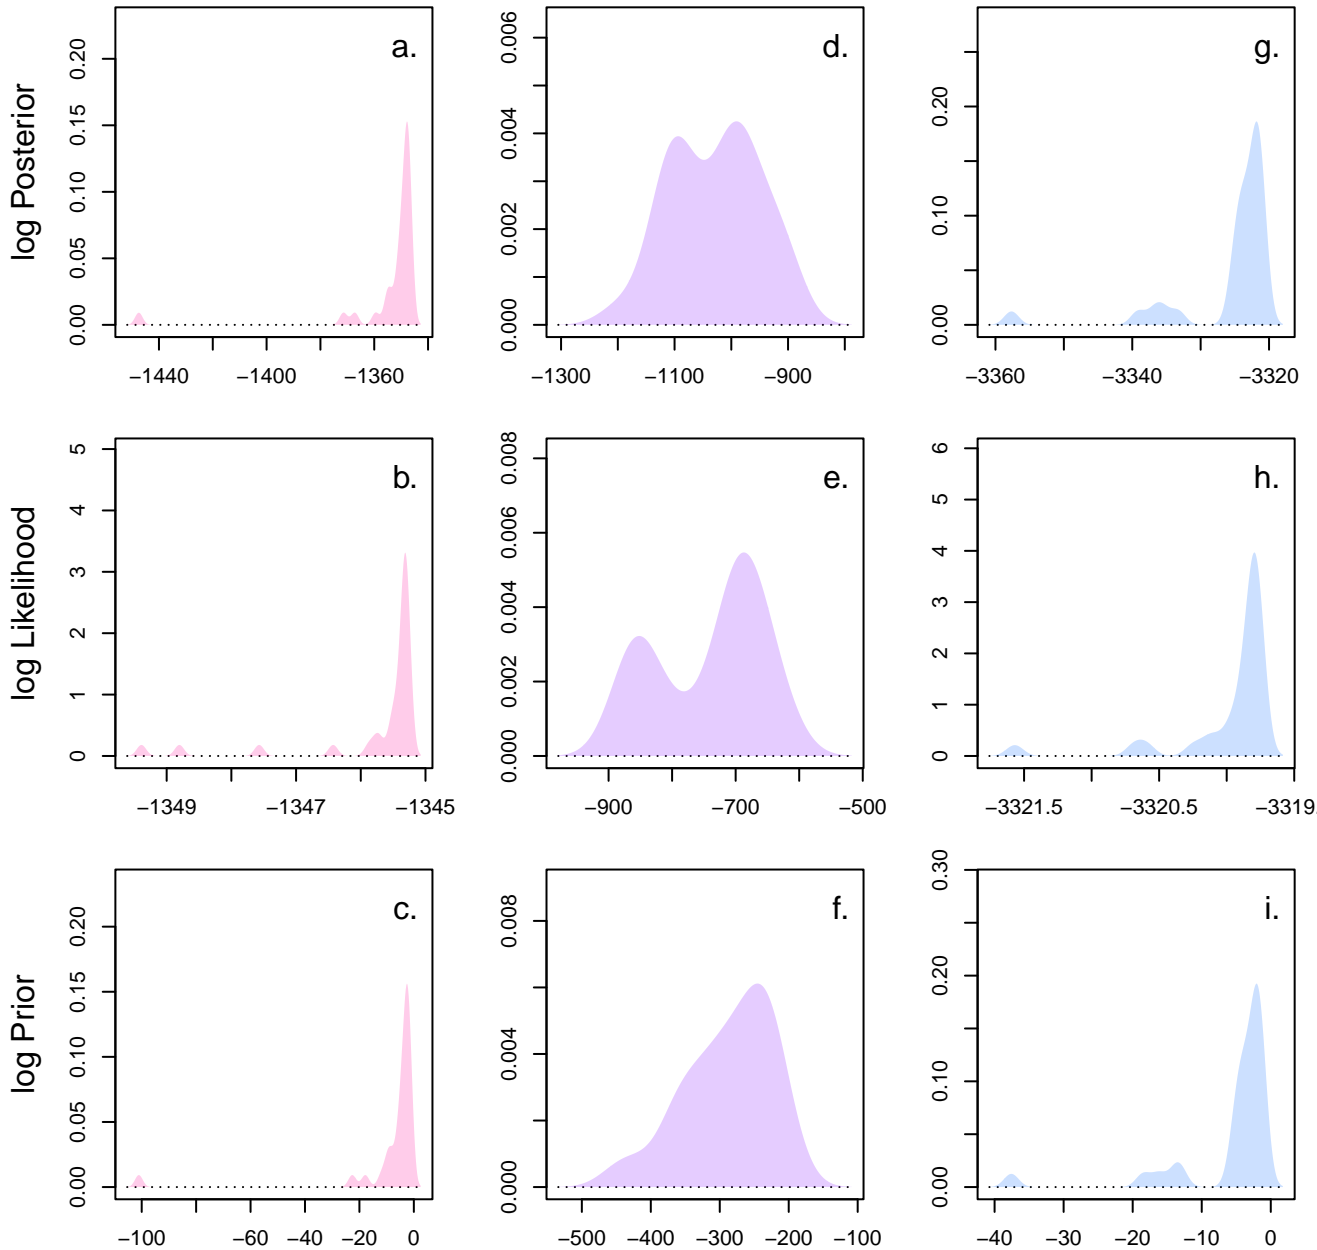 log Posterior
0.00 0.05 0.10 0.15 0.20
a.
−1440 −1400 −1360
0.000 0.002 0.004 0.006
d.
−1300 −1100 −900
0.00 0.10 0.20
g.
−3360 −3340 −3320
log Likelihood
0 1 2 3 4 5
b.
−1349 −1347 −1345
0.000 0.002 0.004 0.006 0.008
e.
−900 −700 −500
0 1 2 3 4 5 6
h.
−3321.5 −3320.5 −3319.
log Prior
0.00 0.05 0.10 0.15 0.20
c.
−100 −60 −40 −20 0
0.000 0.004 0.008
f.
−500 −400 −300 −200 −100
0.00 0.10 0.20 0.30
i.
−40 −30 −20 −10 0